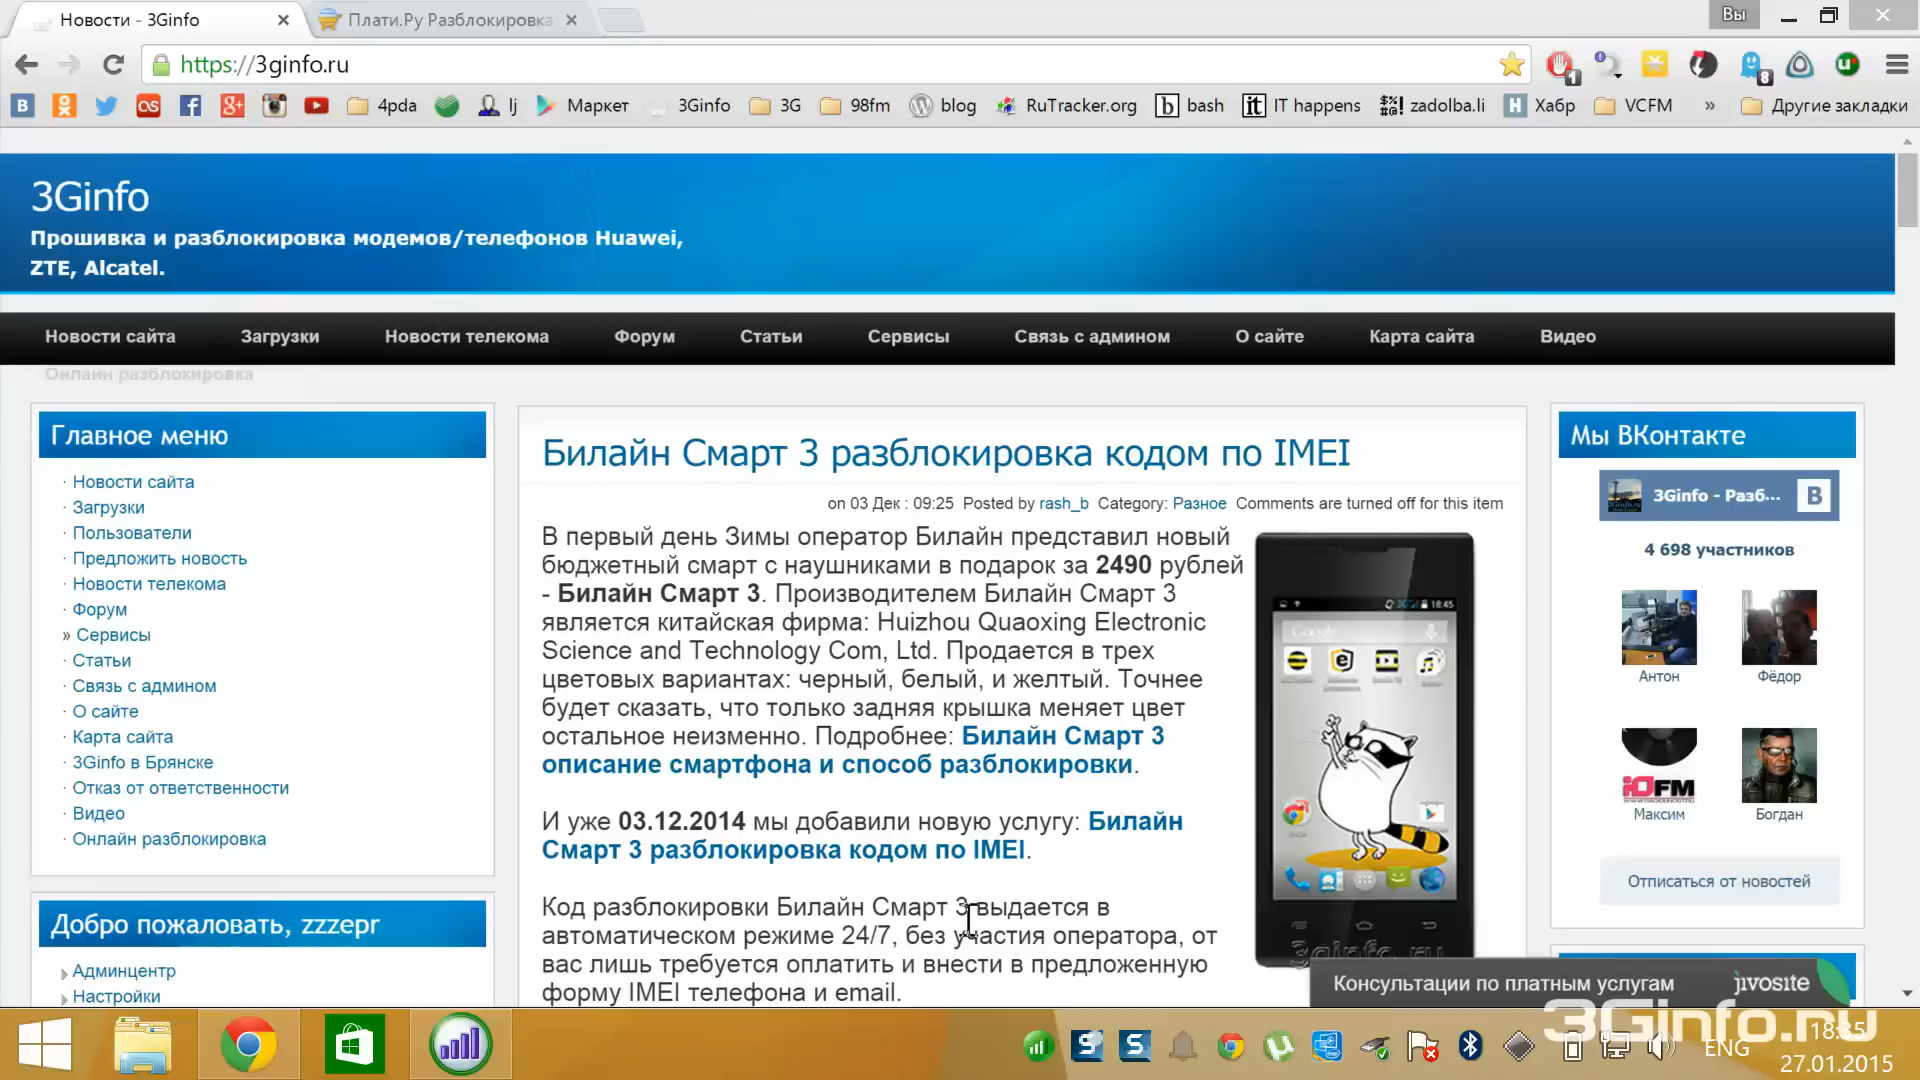 Новости - 3Ginfo
Плати.Ру Разблокировка
Вы
https://3ginfo.ru
4pda
lj
Маркет
3Ginfo
3G
98fm
blog
RuTracker.org
bash
IT happens
zadolba.li
Хабр
VCFM
»
Другие закладки
3Ginfo
Прошивка и разблокировка модемов/телефонов Huawei,
ZTE, Alcatel.
Новости сайта
Загрузки
Новости телекома
Форум
Статьи
Сервисы
Связь с админом
О сайте
Карта сайта
Видео
Онлайн разблокировка
Главное меню
· Новости сайта
· Загрузки
· Пользователи
· Предложить новость
· Новости телекома
· Форум
» Сервисы
· Статьи
· Связь с админом
· О сайте
· Карта сайта
· 3Ginfo в Брянске
· Отказ от ответственности
· Видео
· Онлайн разблокировка
Добро пожаловать, zzzepr
Админцентр
Настройки
Билайн Смарт 3 разблокировка кодом по IMEI
on 03 Дек : 09:25 Posted by rash_b Category: Разное Comments are turned off for this item
В первый день Зимы оператор Билайн представил новый
бюджетный смарт с наушниками в подарок за 2490 рублей
- Билайн Смарт 3. Производителем Билайн Смарт 3
является китайская фирма: Huizhou Quaoxing Electronic
Science and Technology Com, Ltd. Продается в трех
цветовых вариантах: черный, белый, и желтый. Точнее
будет сказать, что только задняя крышка меняет цвет
остальное неизменно. Подробнее: Билайн Смарт 3
описание смартфона и способ разблокировки.
И уже 03.12.2014 мы добавили новую услугу: Билайн
Смарт 3 разблокировка кодом по IMEI.
Код разблокировки Билайн Смарт 3 выдается в
автоматическом режиме 24/7, без участия оператора, от
вас лишь требуется оплатить и внести в предложенную
форму IMEI телефона и email.
18:45
Google
3ginfo.ru
Мы ВКонтакте
3Ginfo - Разб...
4 698 участников
Антон
Фёдор
Максим
Богдан
Отписаться от новостей
Консультации по платным услугам
jivosite
3Ginfo.ru
ENG
18:35
27.01.2015